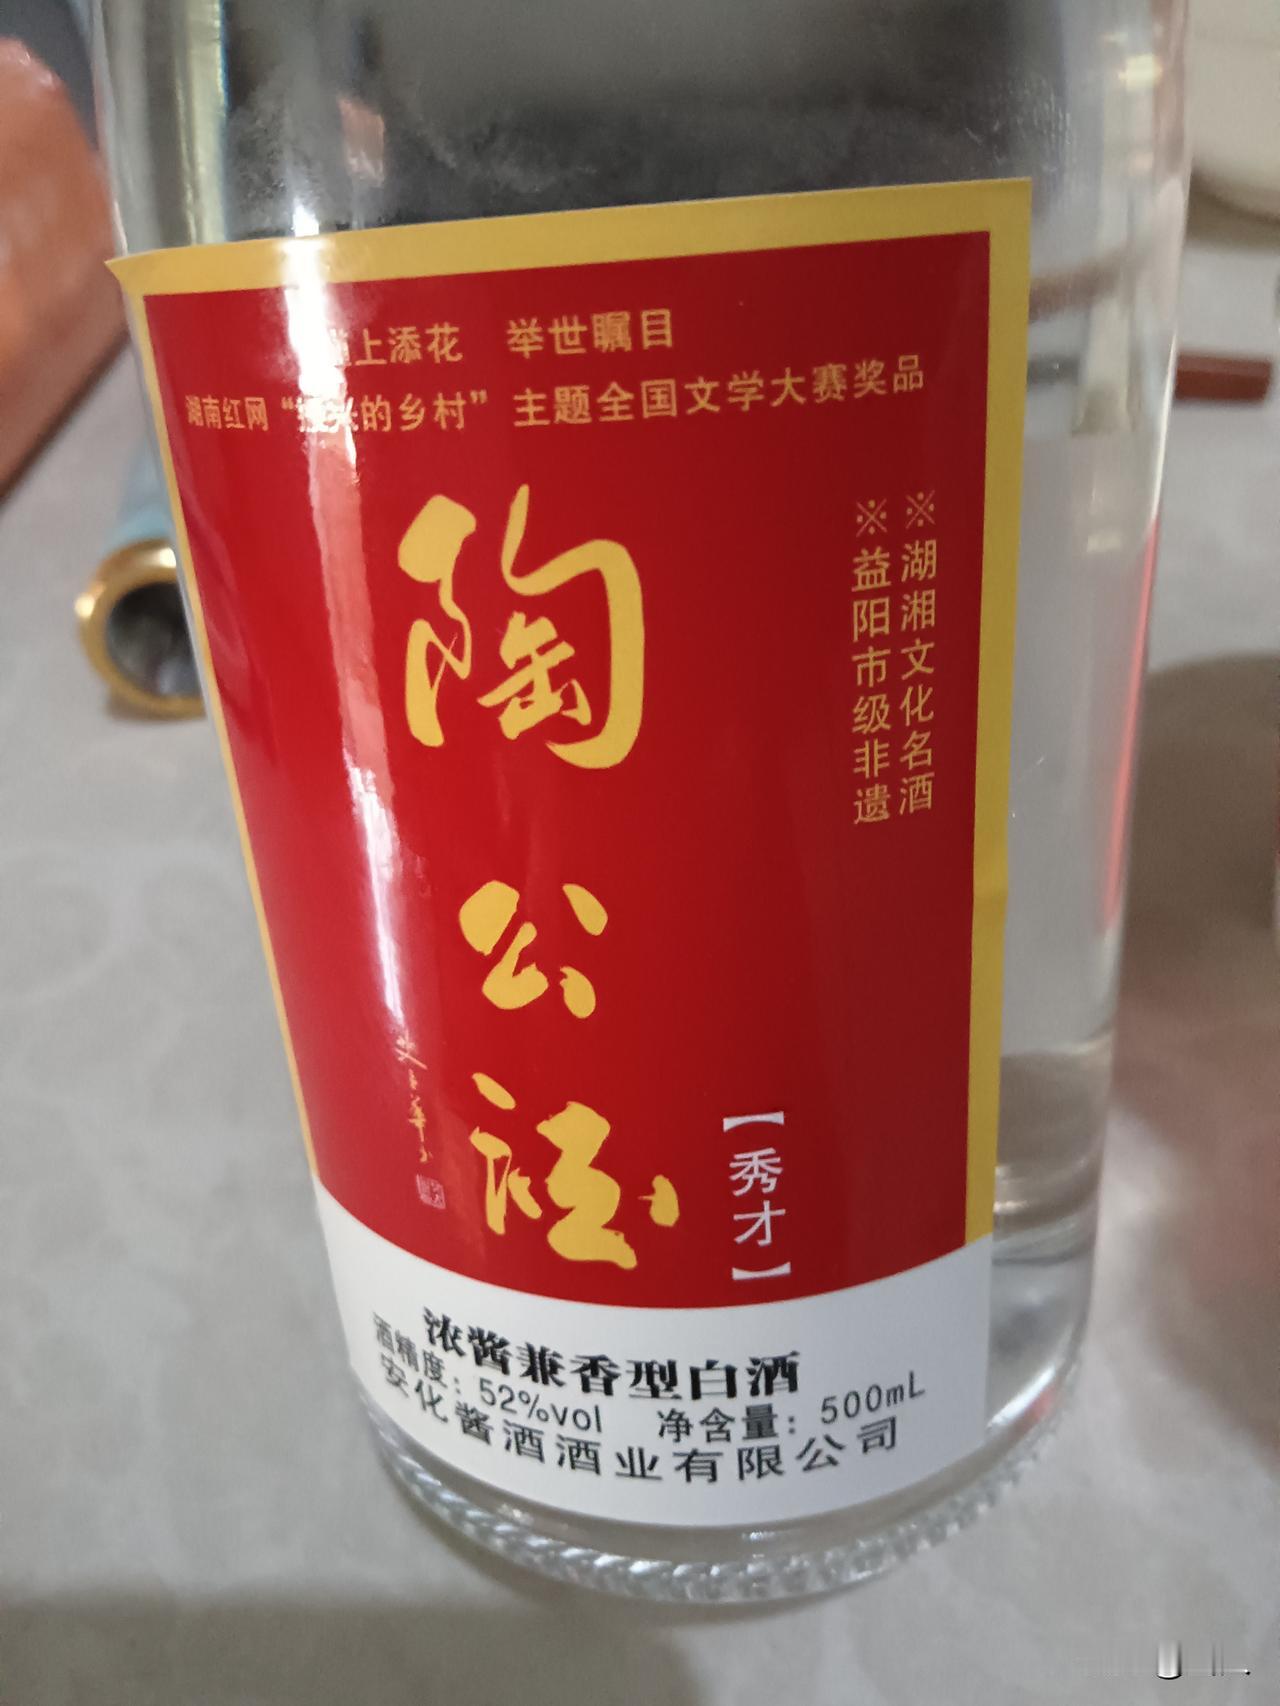 上添花 举世瞩目
湖南红网“的乡村”主题全国文学大赛奖品
※湖湘文化名酒
※益阳市级非遗
陶公酒
【秀才】
浓酱兼香型白酒
酒精度：52%vol 净含量：500mL
安化酱酒酒业有限公司